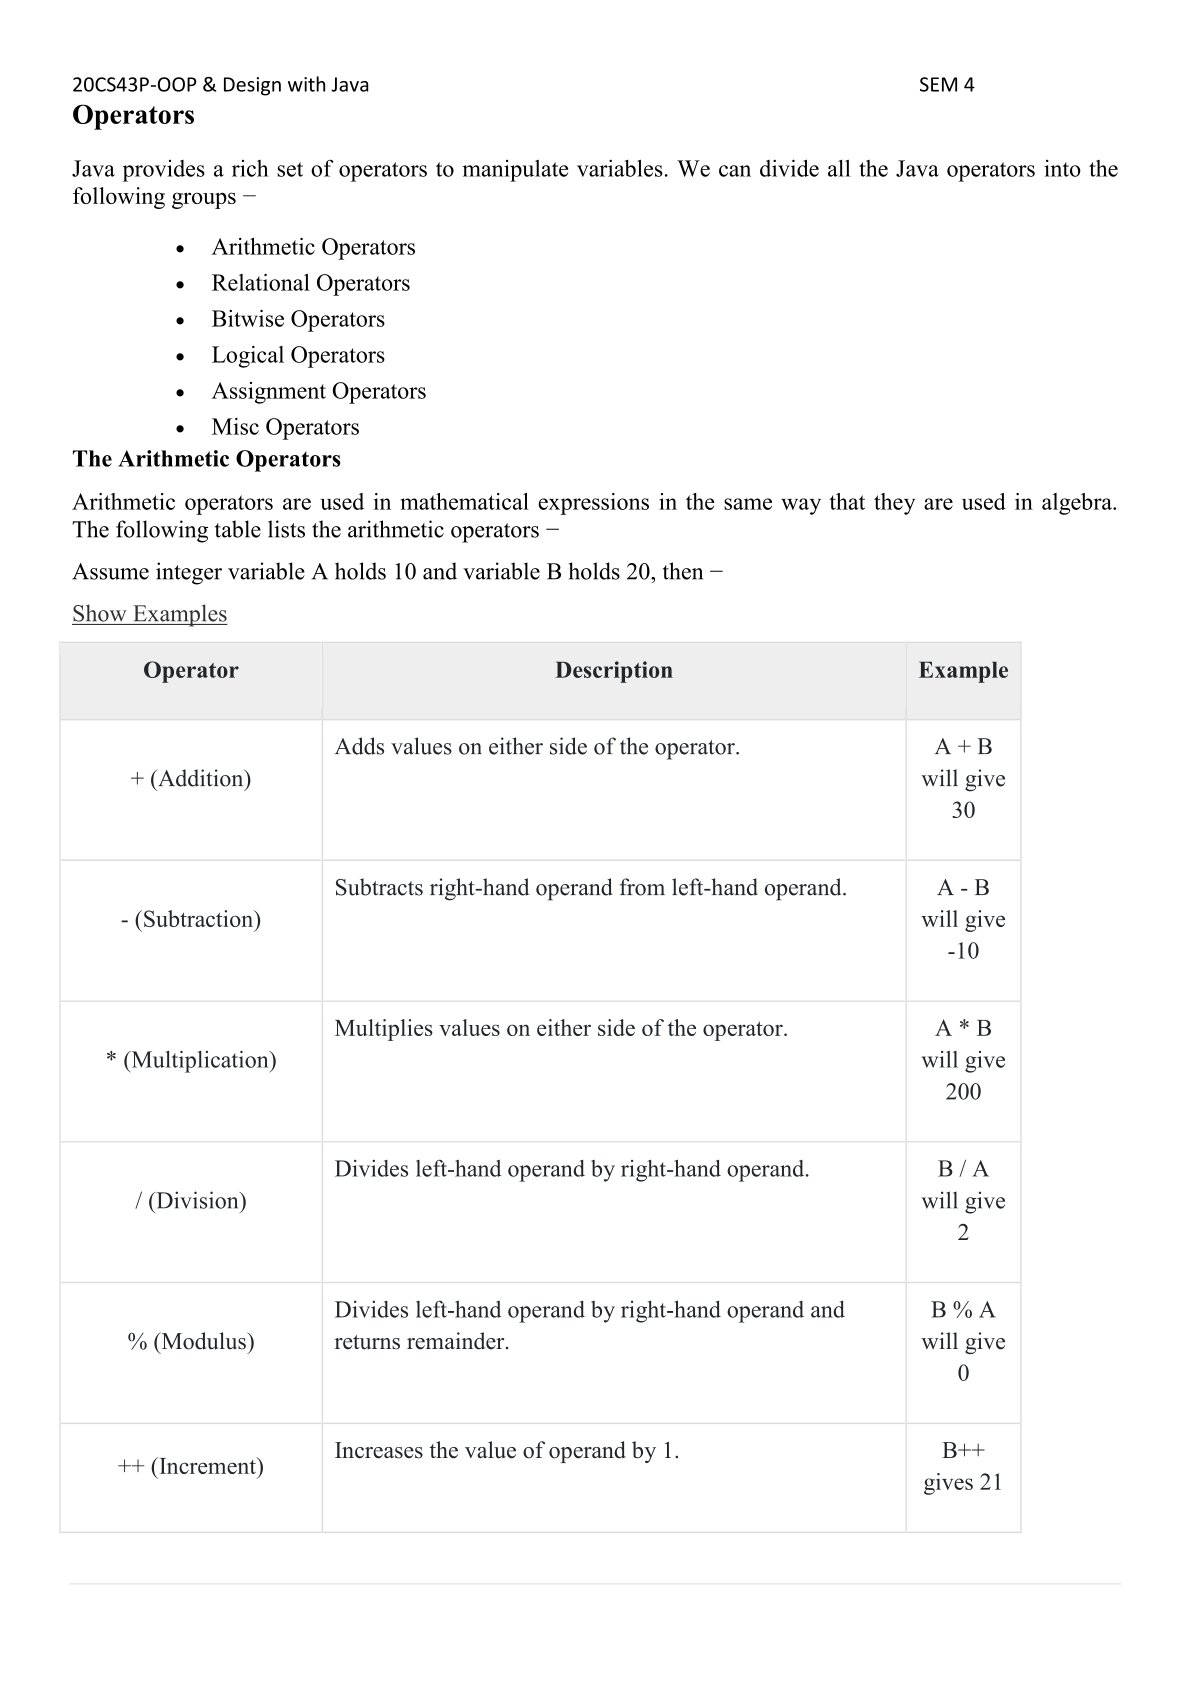 20CS43P-OOP & Design with Java SEM 4
Operators
Java provides a rich set of operators to manipulate variables. We can divide all the Java operators into the
following groups −
• Arithmetic Operators
• Relational Operators
• Bitwise Operators
• Logical Operators
• Assignment Operators
• Misc Operators
The Arithmetic Operators
Arithmetic operators are used in mathematical expressions in the same way that they are used in algebra.
The following table lists the arithmetic operators −
Assume integer variable A holds 10 and variable B holds 20, then −
Show Examples
Operator Description Example
+ (Addition)
Adds values on either side of the operator.
A + B
will give
30
- (Subtraction)
Subtracts right-hand operand from left-hand operand.
A - B
will give
-10
* (Multiplication)
Multiplies values on either side of the operator.
A * B
will give
200
/ (Division)
Divides left-hand operand by right-hand operand.
B / A
will give
2
% (Modulus)
Divides left-hand operand by right-hand operand and
returns remainder.
B % A
will give
0
++ (Increment)
Increases the value of operand by 1.
B++
gives 21